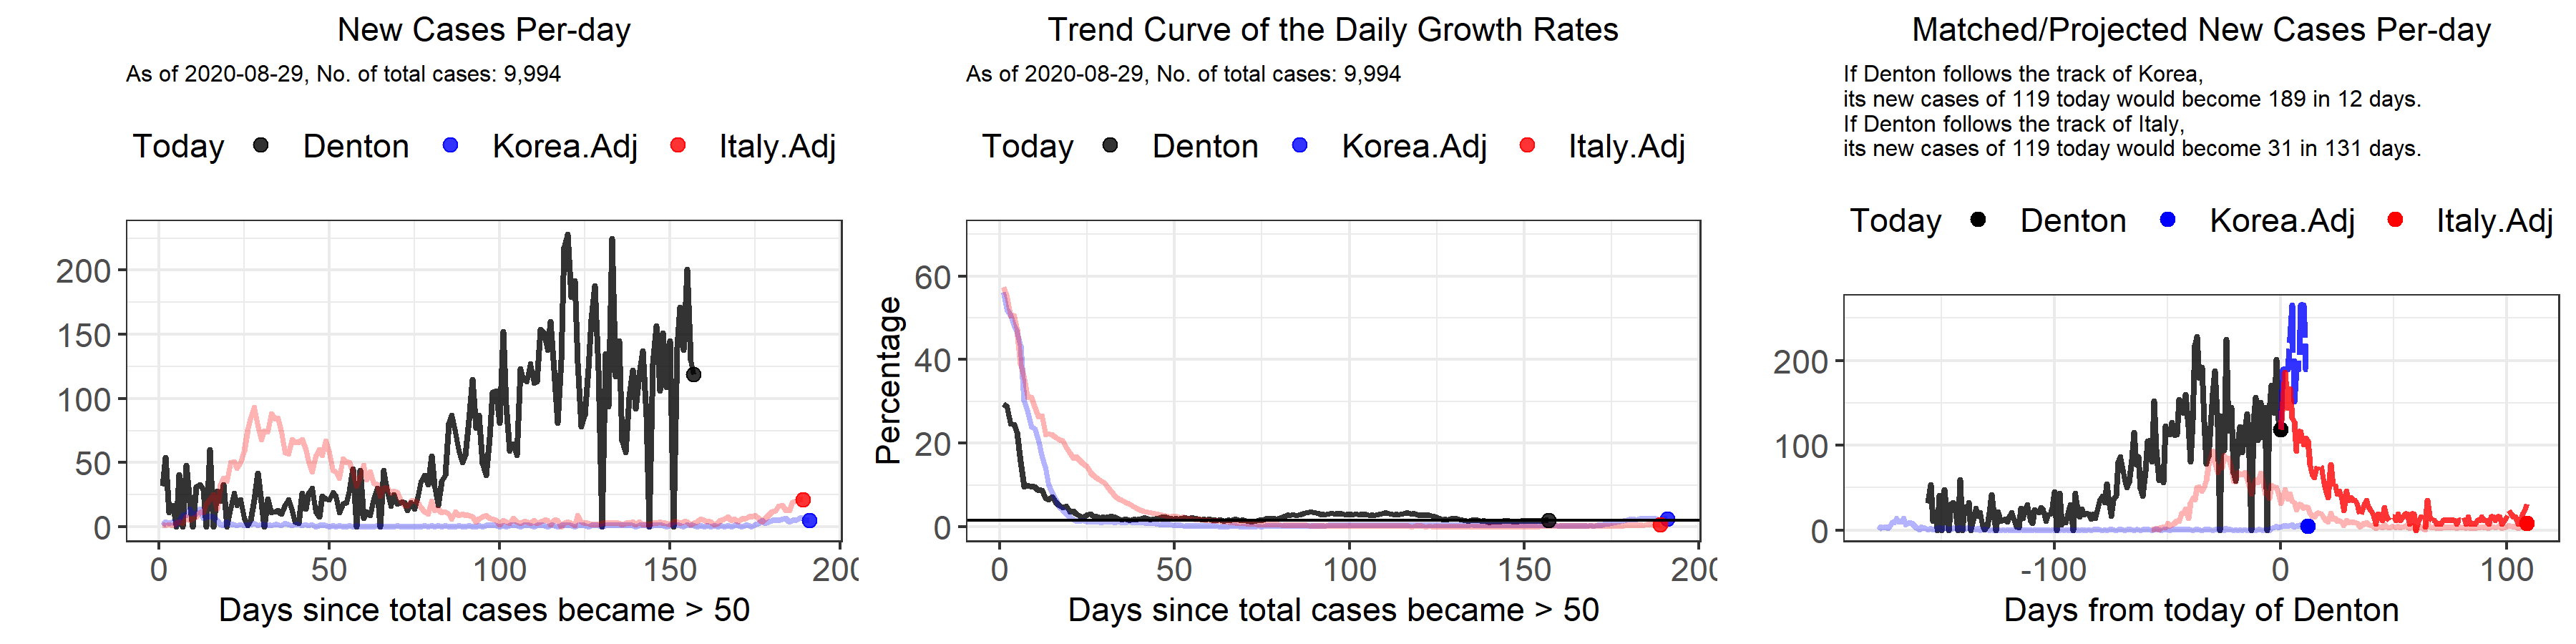 New Cases Per-day
As of 2020-08-29, No. of total cases: 9,994
Today Denton Korea.Adj Italy.Adj
200
150
100
50
0
0 50 100 150 200
Days since total cases became > 50
Trend Curve of the Daily Growth Rates
As of 2020-08-29, No. of total cases: 9,994
Today Denton Korea.Adj Italy.Adj
Percentage
60
40
20
0
0 50 100 150 200
Days since total cases became > 50
Matched/Projected New Cases Per-day
If Denton follows the track of Korea,
its new cases of 119 today would become 189 in 12 days.
If Denton follows the track of Italy,
its new cases of 119 today would become 31 in 131 days.
Today Denton Korea.Adj Italy.Adj
200
100
0
-100 0 100
Days from today of Denton